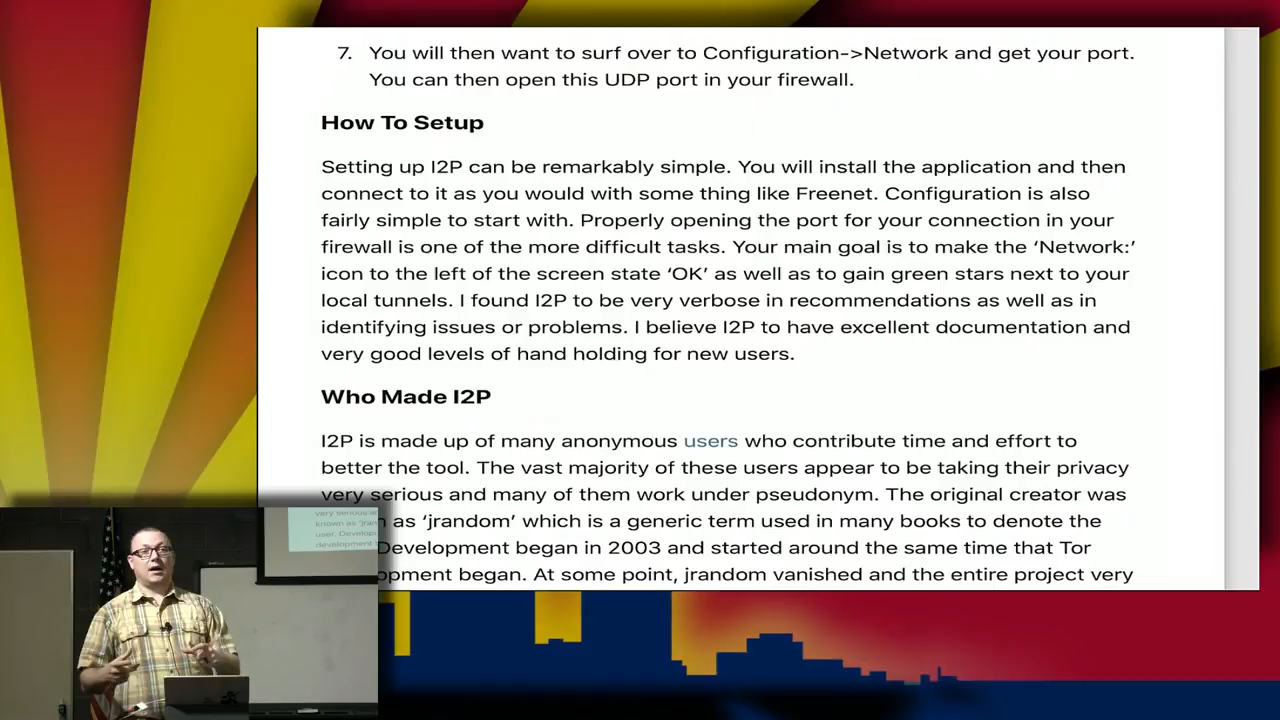 7. You will then want to surf over to Configuration->Network and get your port.
You can then open this UDP port in your firewall.
How To Setup
Setting up I2P can be remarkably simple. You will install the application and then
connect to it as you would with some thing like Freenet. Configuration is also
fairly simple to start with. Properly opening the port for your connection in your
firewall is one of the more difficult tasks. Your main goal is to make the ‘Network:’
icon to the left of the screen state ‘OK’ as well as to gain green stars next to your
local tunnels. I found I2P to be very verbose in recommendations as well as in
identifying issues or problems. I believe I2P to have excellent documentation and
very good levels of hand holding for new users.
Who Made I2P
I2P is made up of many anonymous users who contribute time and effort to
better the tool. The vast majority of these users appear to be taking their privacy
very serious and many of them work under pseudonym. The original creator was
as ‘jrandom’ which is a generic term used in many books to denote the
Development began in 2003 and started around the same time that Tor
opment began. At some point, jrandom vanished and the entire project very
very serious a
known as ‘jran
user. Develop
development b